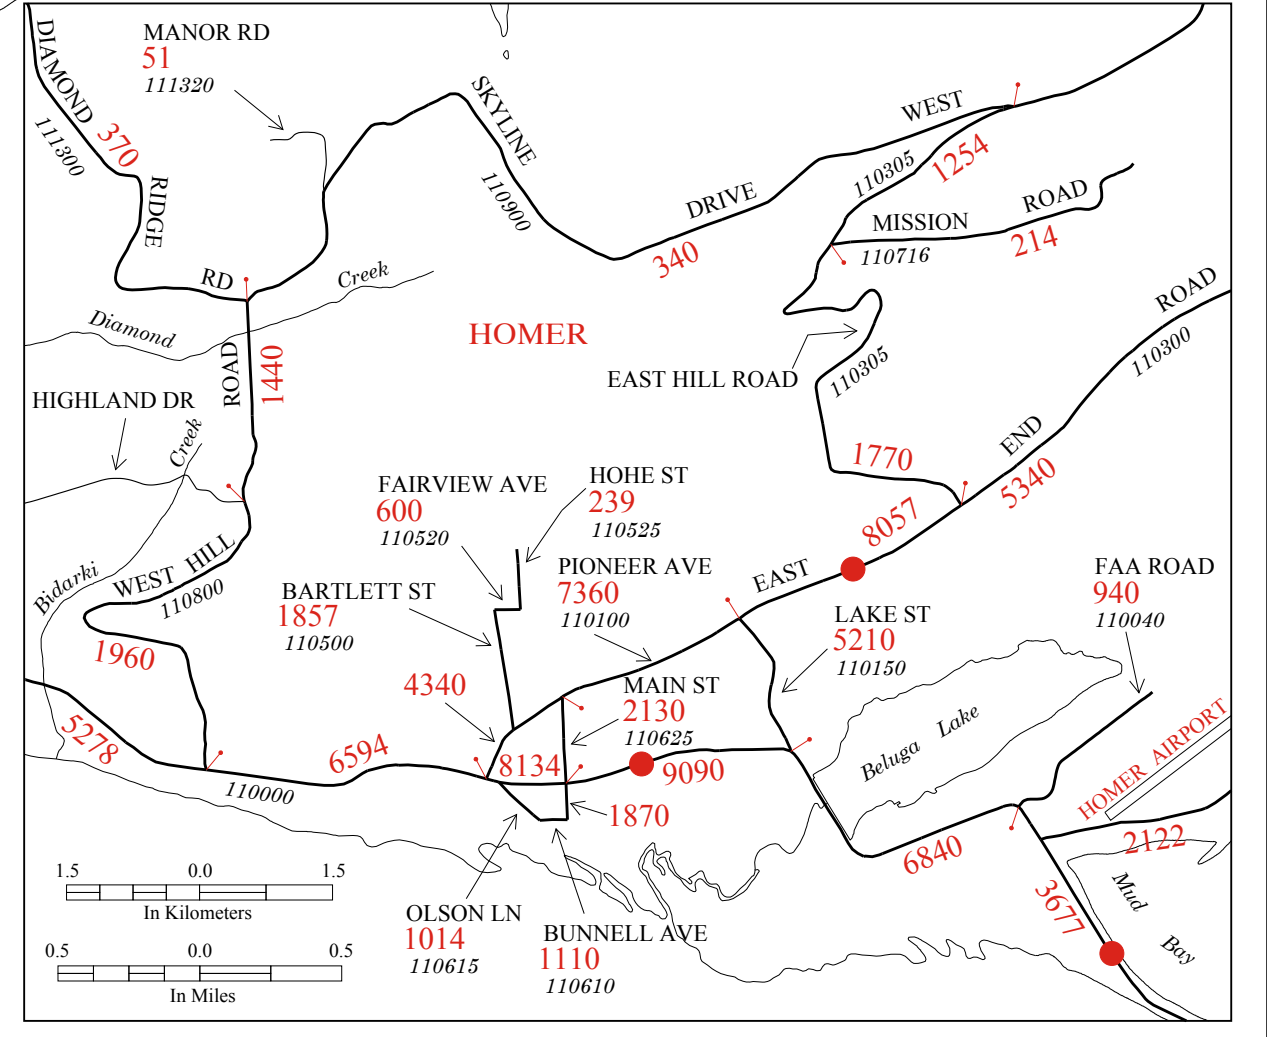 DIAMOND
RIDGE
RD
370
111300
MANOR RD
51
111320
SKYLINE
110900
DRIVE
340
WEST
110305
1254
MISSION
ROAD
110716
214
Creek
Diamond
HOMER
ROAD
1440
EAST HILL ROAD
110305
ROAD
110300
HIGHLAND DR
Creek
Bidarki
WEST HILL
110800
1960
1770
END
5340
8057
EAST
FAIRVIEW AVE
600
110520
HOHE ST
239
110525
BARTLETT ST
1857
110500
PIONEER AVE
7360
110100
FAA ROAD
940
110040
LAKE ST
5210
110150
4340
MAIN ST
2130
110625
5278
6594
110000
8134
9090
1870
Beluga Lake
HOMER AIRPORT
6840
2122
3677
Mud
Bay
1.5 0.0 1.5
In Kilometers
0.5 0.0 0.5
In Miles
OLSON LN
1014
110615
BUNNELL AVE
1110
110610